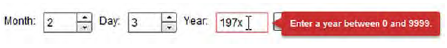 Month: 2 Day: 3 Year: 197x Enter a year between 0 and 9999.